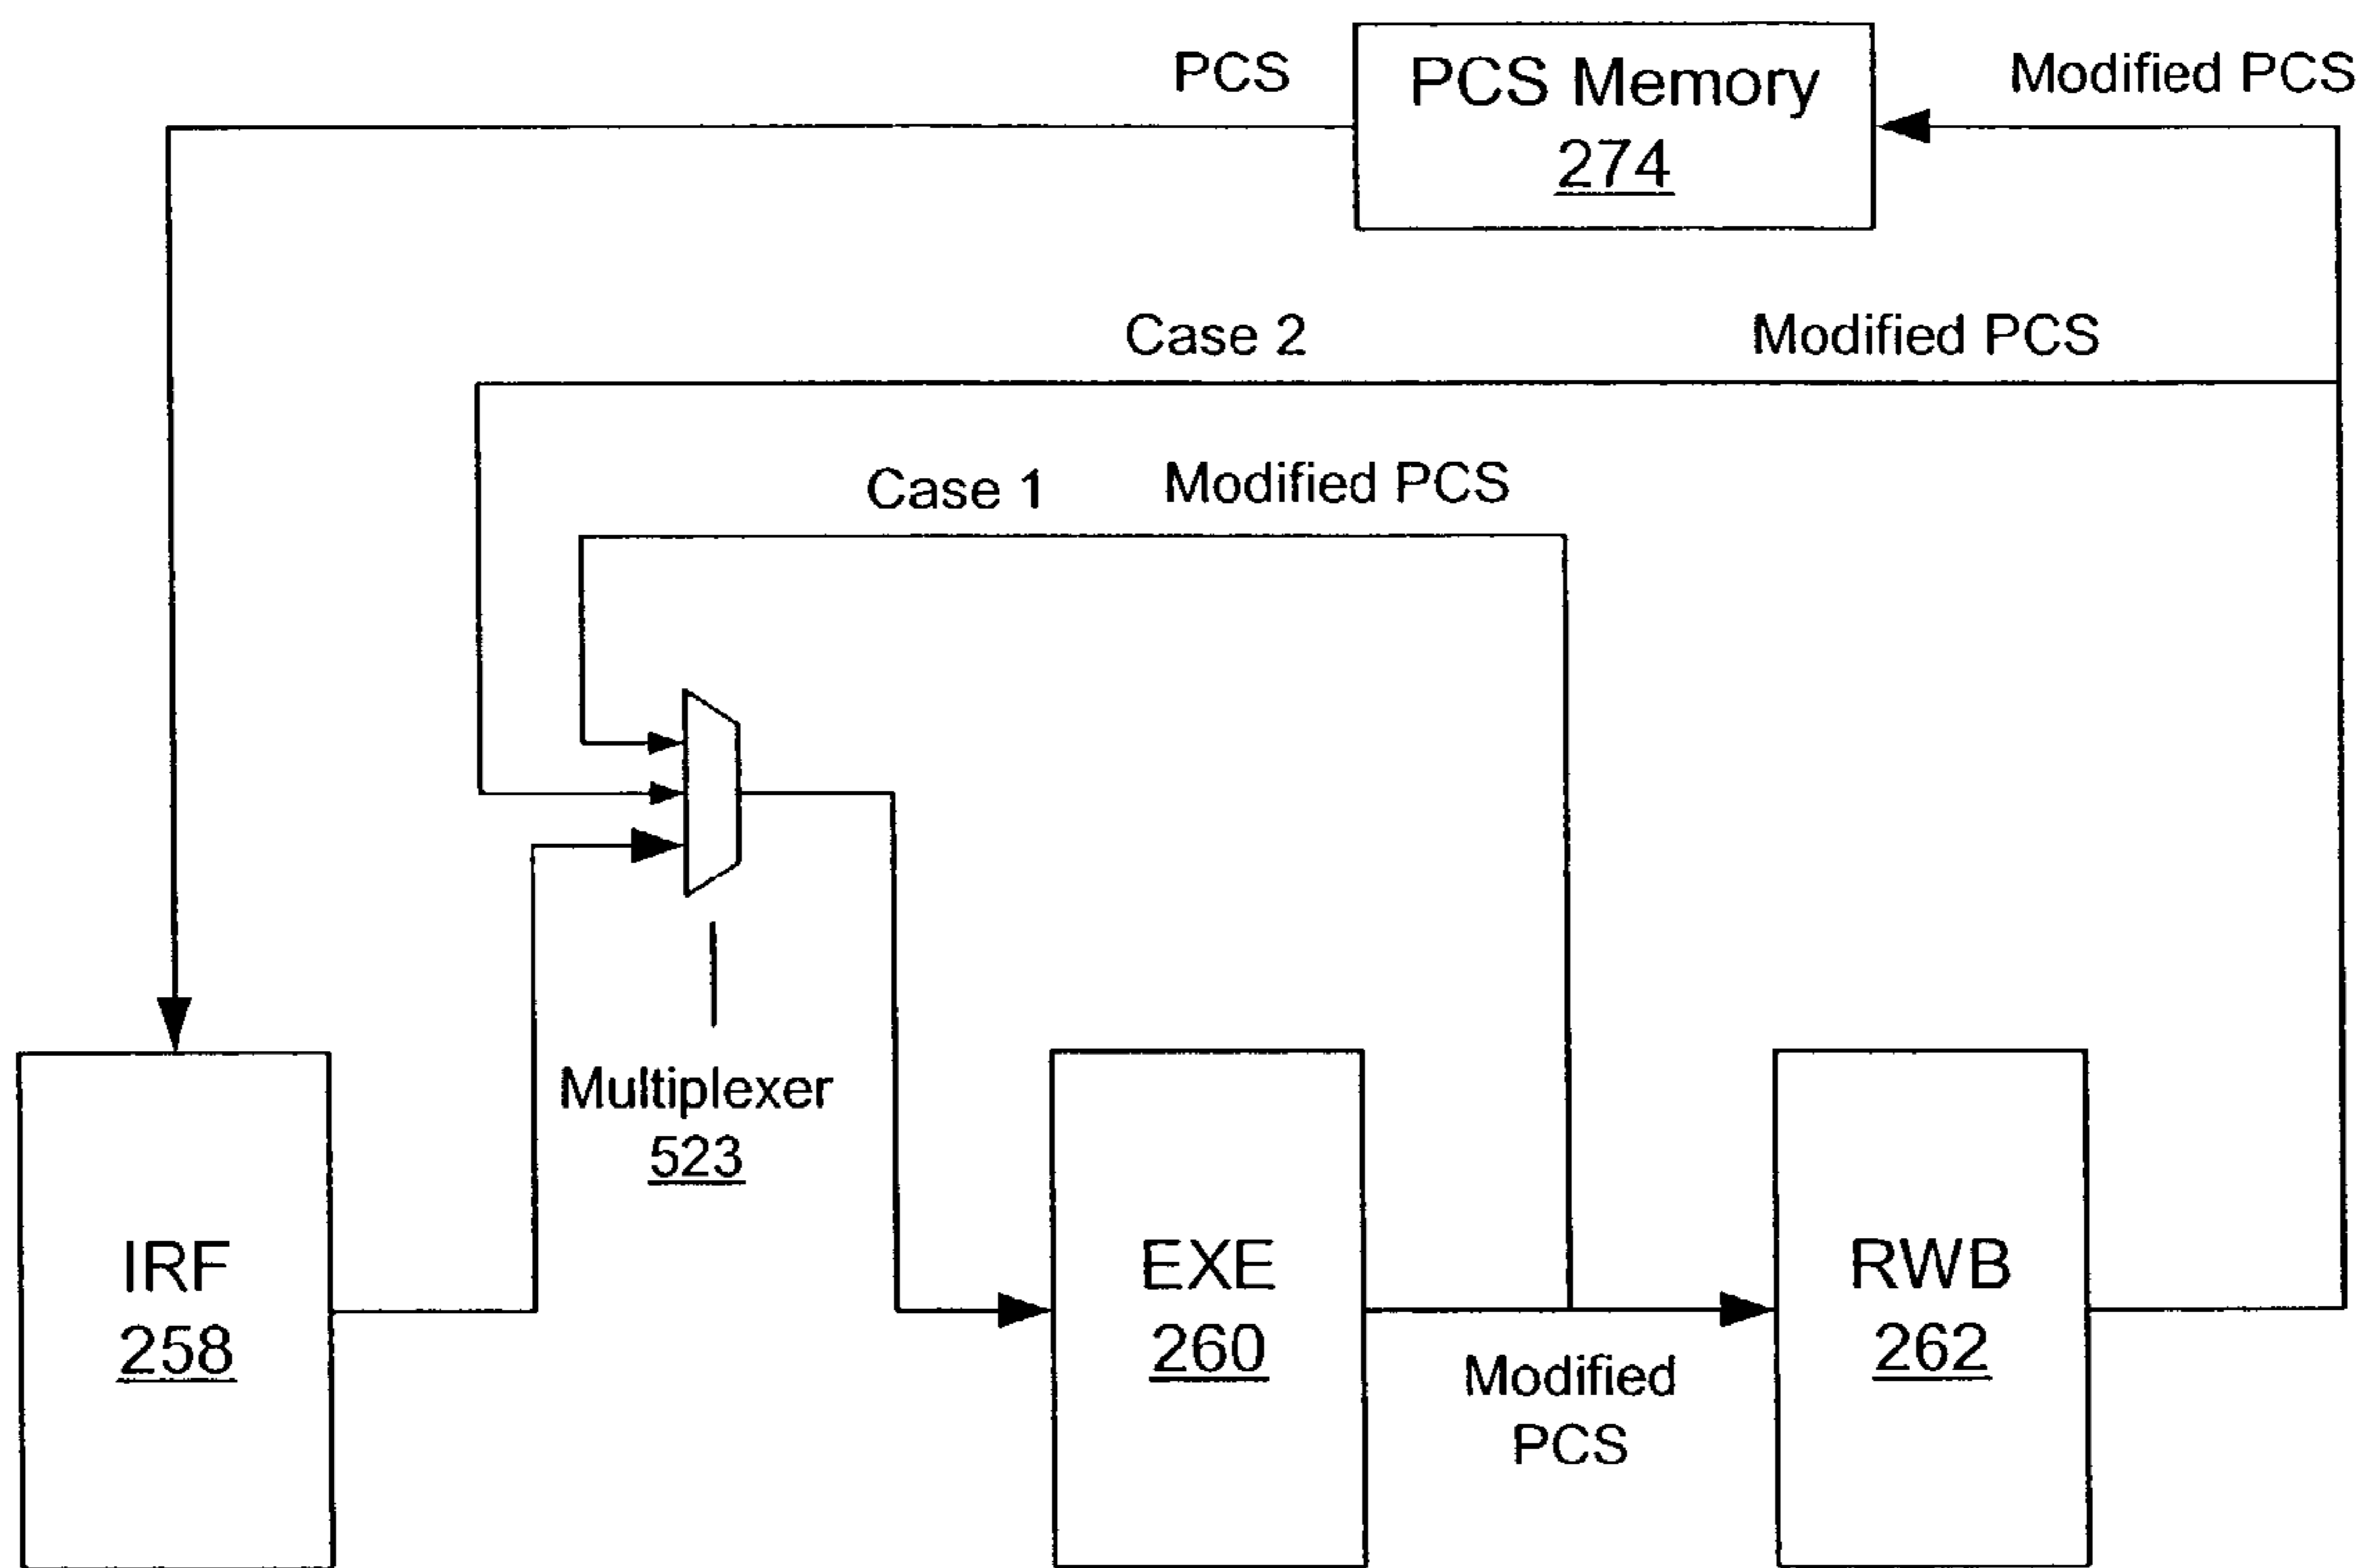 PCS
PCS Memory
274
Modified PCS
Case 2
Modified PCS
Case 1
Modified PCS
Multiplexer
523
IRF
258
EXE
260
Modified
PCS
RWB
262